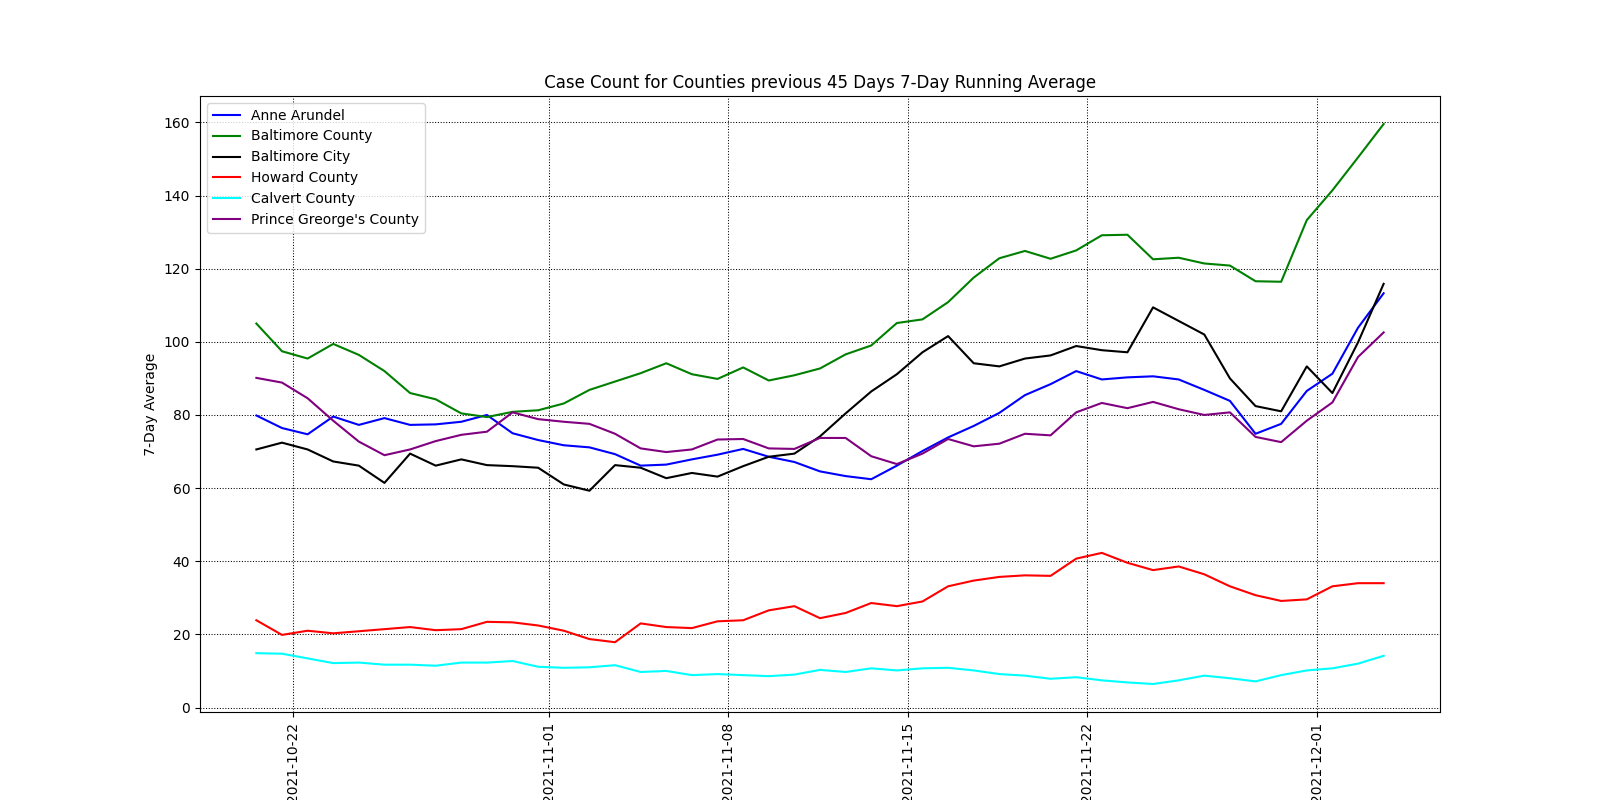 Case Count for Counties previous 45 Days 7-Day Running Average
Anne Arundel
Baltimore County
Baltimore City
Howard County
Calvert County
Prince Greorge's County
7-Day Average
160
140
120
100
80
60
40
20
0
2021-10-22
2021-11-01
2021-11-08
2021-11-15
2021-11-22
2021-12-01